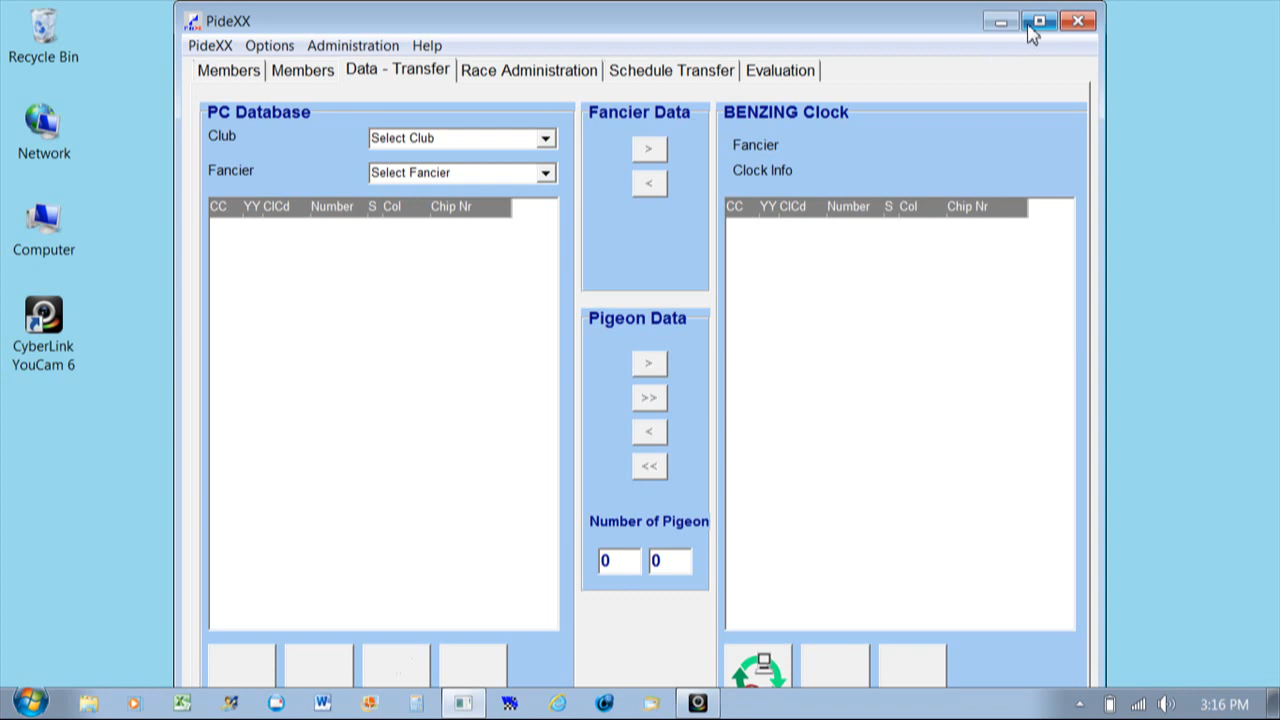 Recycle Bin
Network
Computer
CyberLink
YouCam 6
PideXX
PideXX Options Administration Help
Members Members Data - Transfer Race Administration Schedule Transfer Evaluation
PC Database
Club Select Club
Fancier Select Fancier
CC YY ClCd Number S Col Chip Nr
Fancier Data
>
<
Pigeon Data
>
>>
<
<<
Number of Pigeon
0 0
BENZING Clock
Fancier
Clock Info
CC YY ClCd Number S Col Chip Nr
3:16 PM